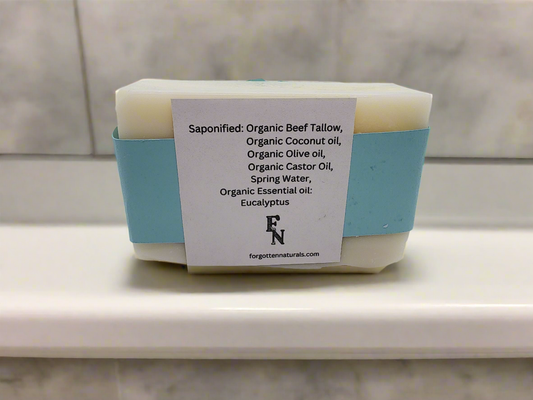 Saponified: Organic Beef Tallow,
Organic Coconut oil,
Organic Olive oil,
Organic Castor Oil,
Spring Water,
Organic Essential oil:
Eucalyptus
FN
forgottennaturals.com